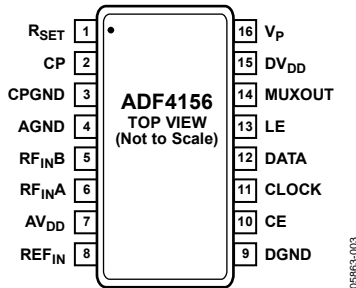 RSET 1
CP 2
CPGND 3
AGND 4
RFINB 5
RFINA 6
AVDD 7
REFIN 8
ADF4156
TOP VIEW
(Not to Scale)
16 VP
15 DVDD
14 MUXOUT
13 LE
12 DATA
11 CLOCK
10 CE
9 DGND
05863-003